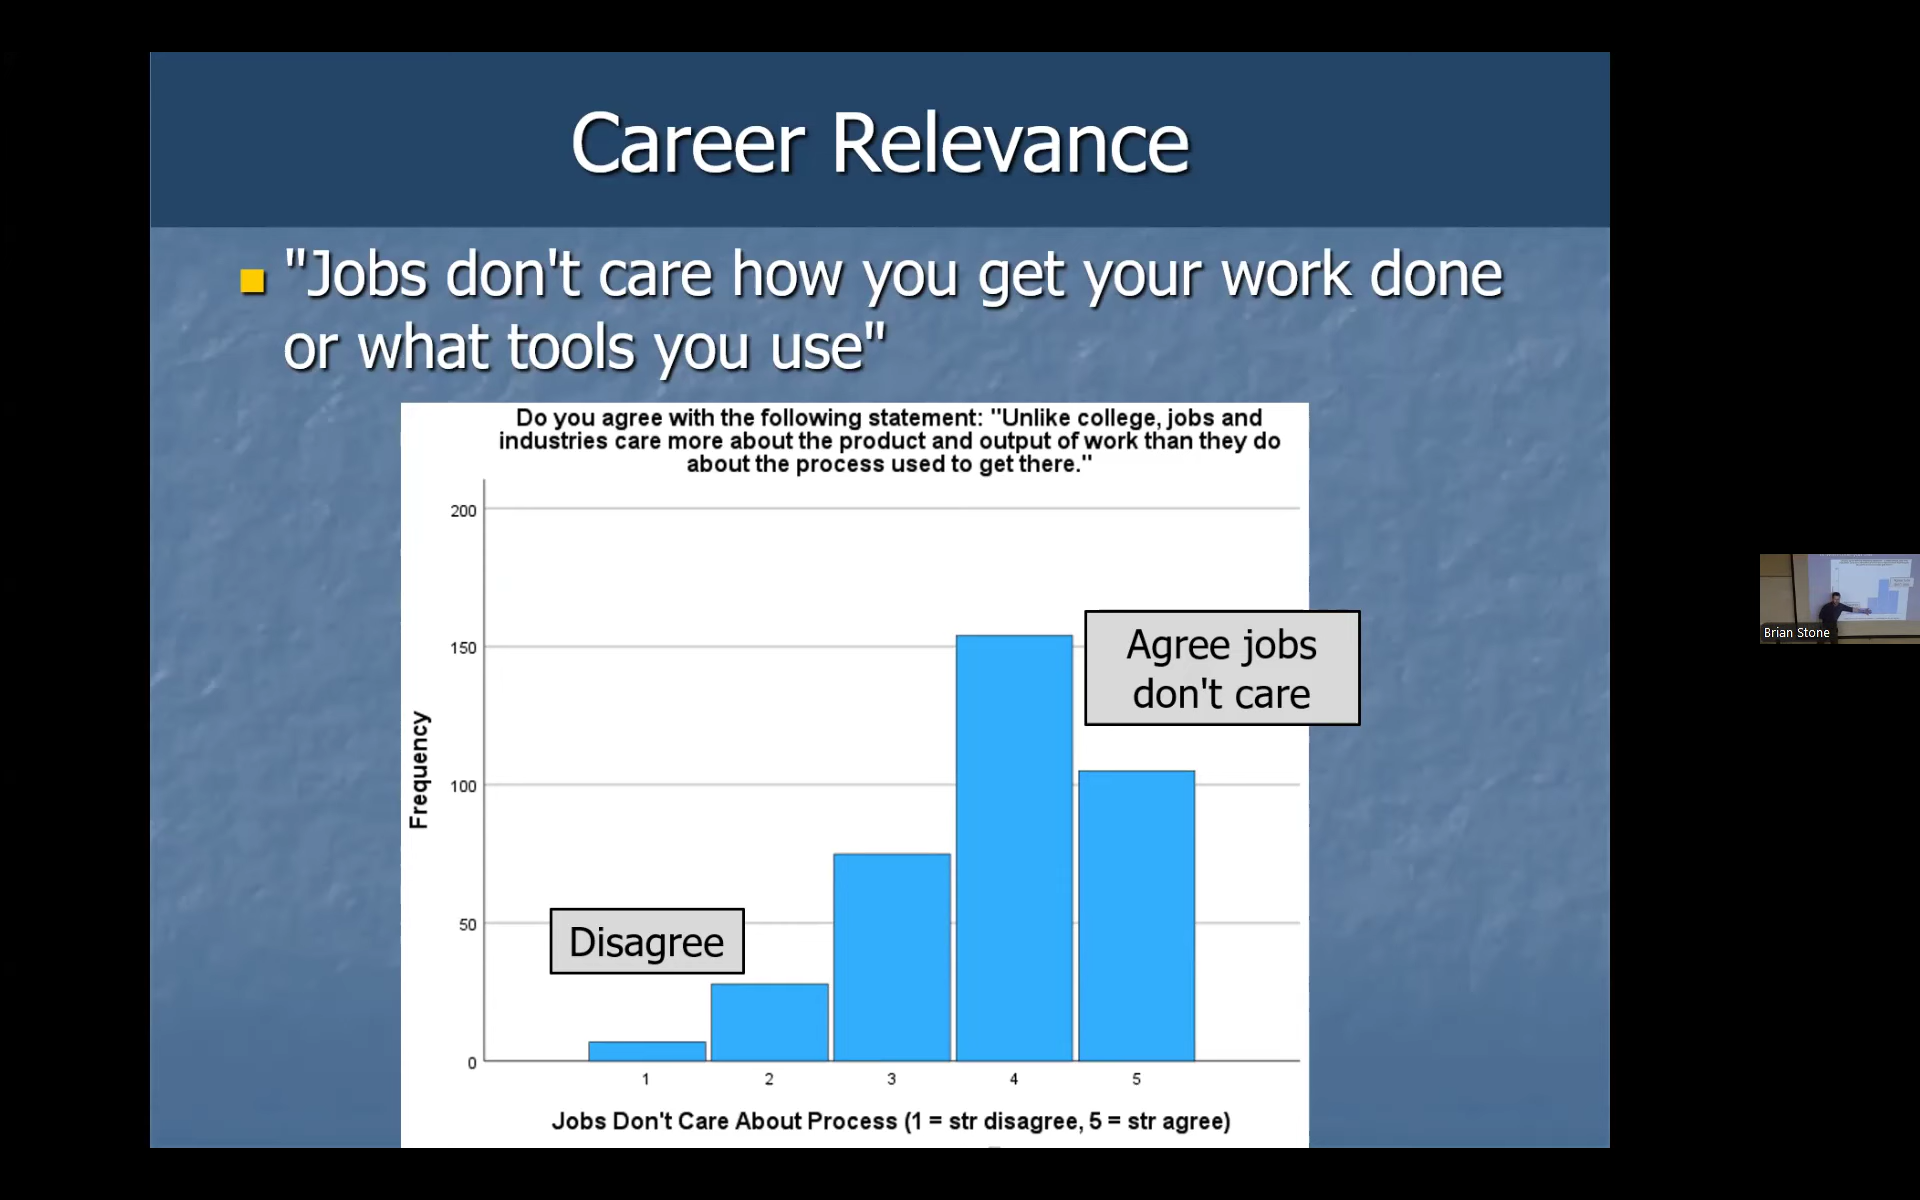 Career Relevance
"Jobs don't care how you get your work done
or what tools you use"
Do you agree with the following statement: "Unlike college, jobs and
industries care more about the product and output of work than they do
about the process used to get there."
200
150
100
50
0
Frequency
Disagree
Agree jobs
don't care
1
2
3
4
5
Jobs Don't Care About Process (1 = str disagree, 5 = str agree)
Brian Stone